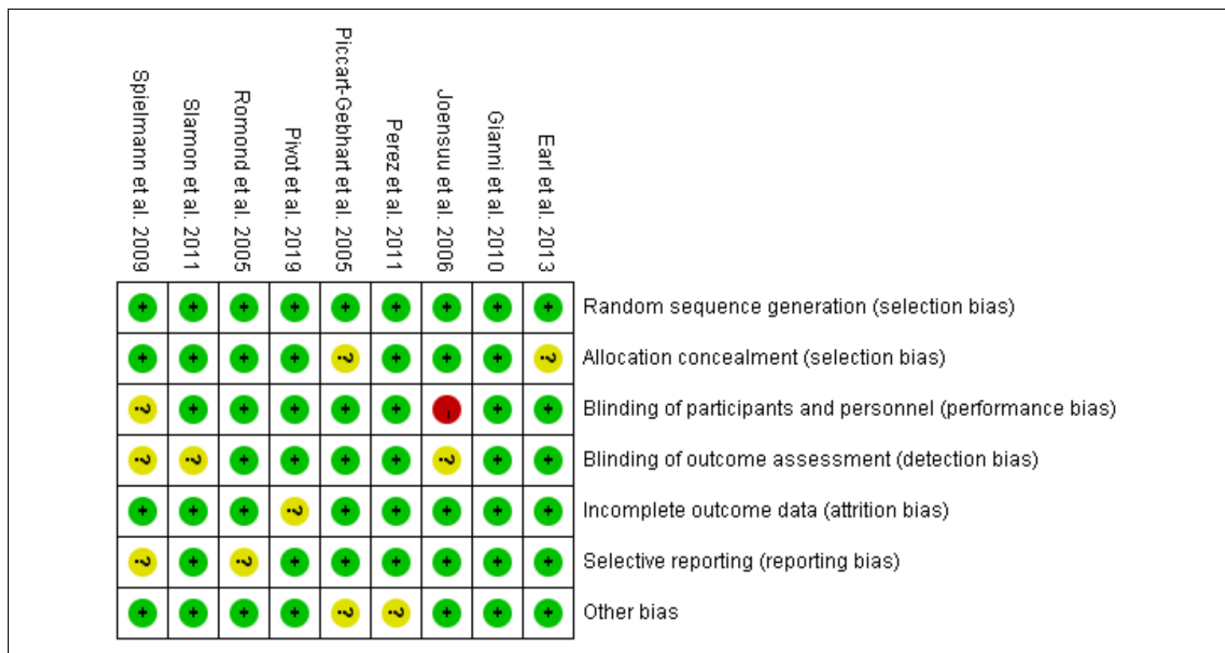 Spielmann et al. 2009
Slamon et al. 2011
Romond et al. 2005
Pivot et al. 2019
Piccart-Gebhart et al. 2005
Perez et al. 2011
Joensuu et al. 2006
Gianni et al. 2010
Earl et al. 2013
+ + + + + + + + + Random sequence generation (selection bias)
+ + + + ? + + + ? Allocation concealment (selection bias)
? + + + + + - + + Blinding of participants and personnel (performance bias)
? ? + + + + ? + + Blinding of outcome assessment (detection bias)
+ + + ? + + + + + Incomplete outcome data (attrition bias)
? + ? + + + + + + Selective reporting (reporting bias)
+ + + + ? ? + + + Other bias